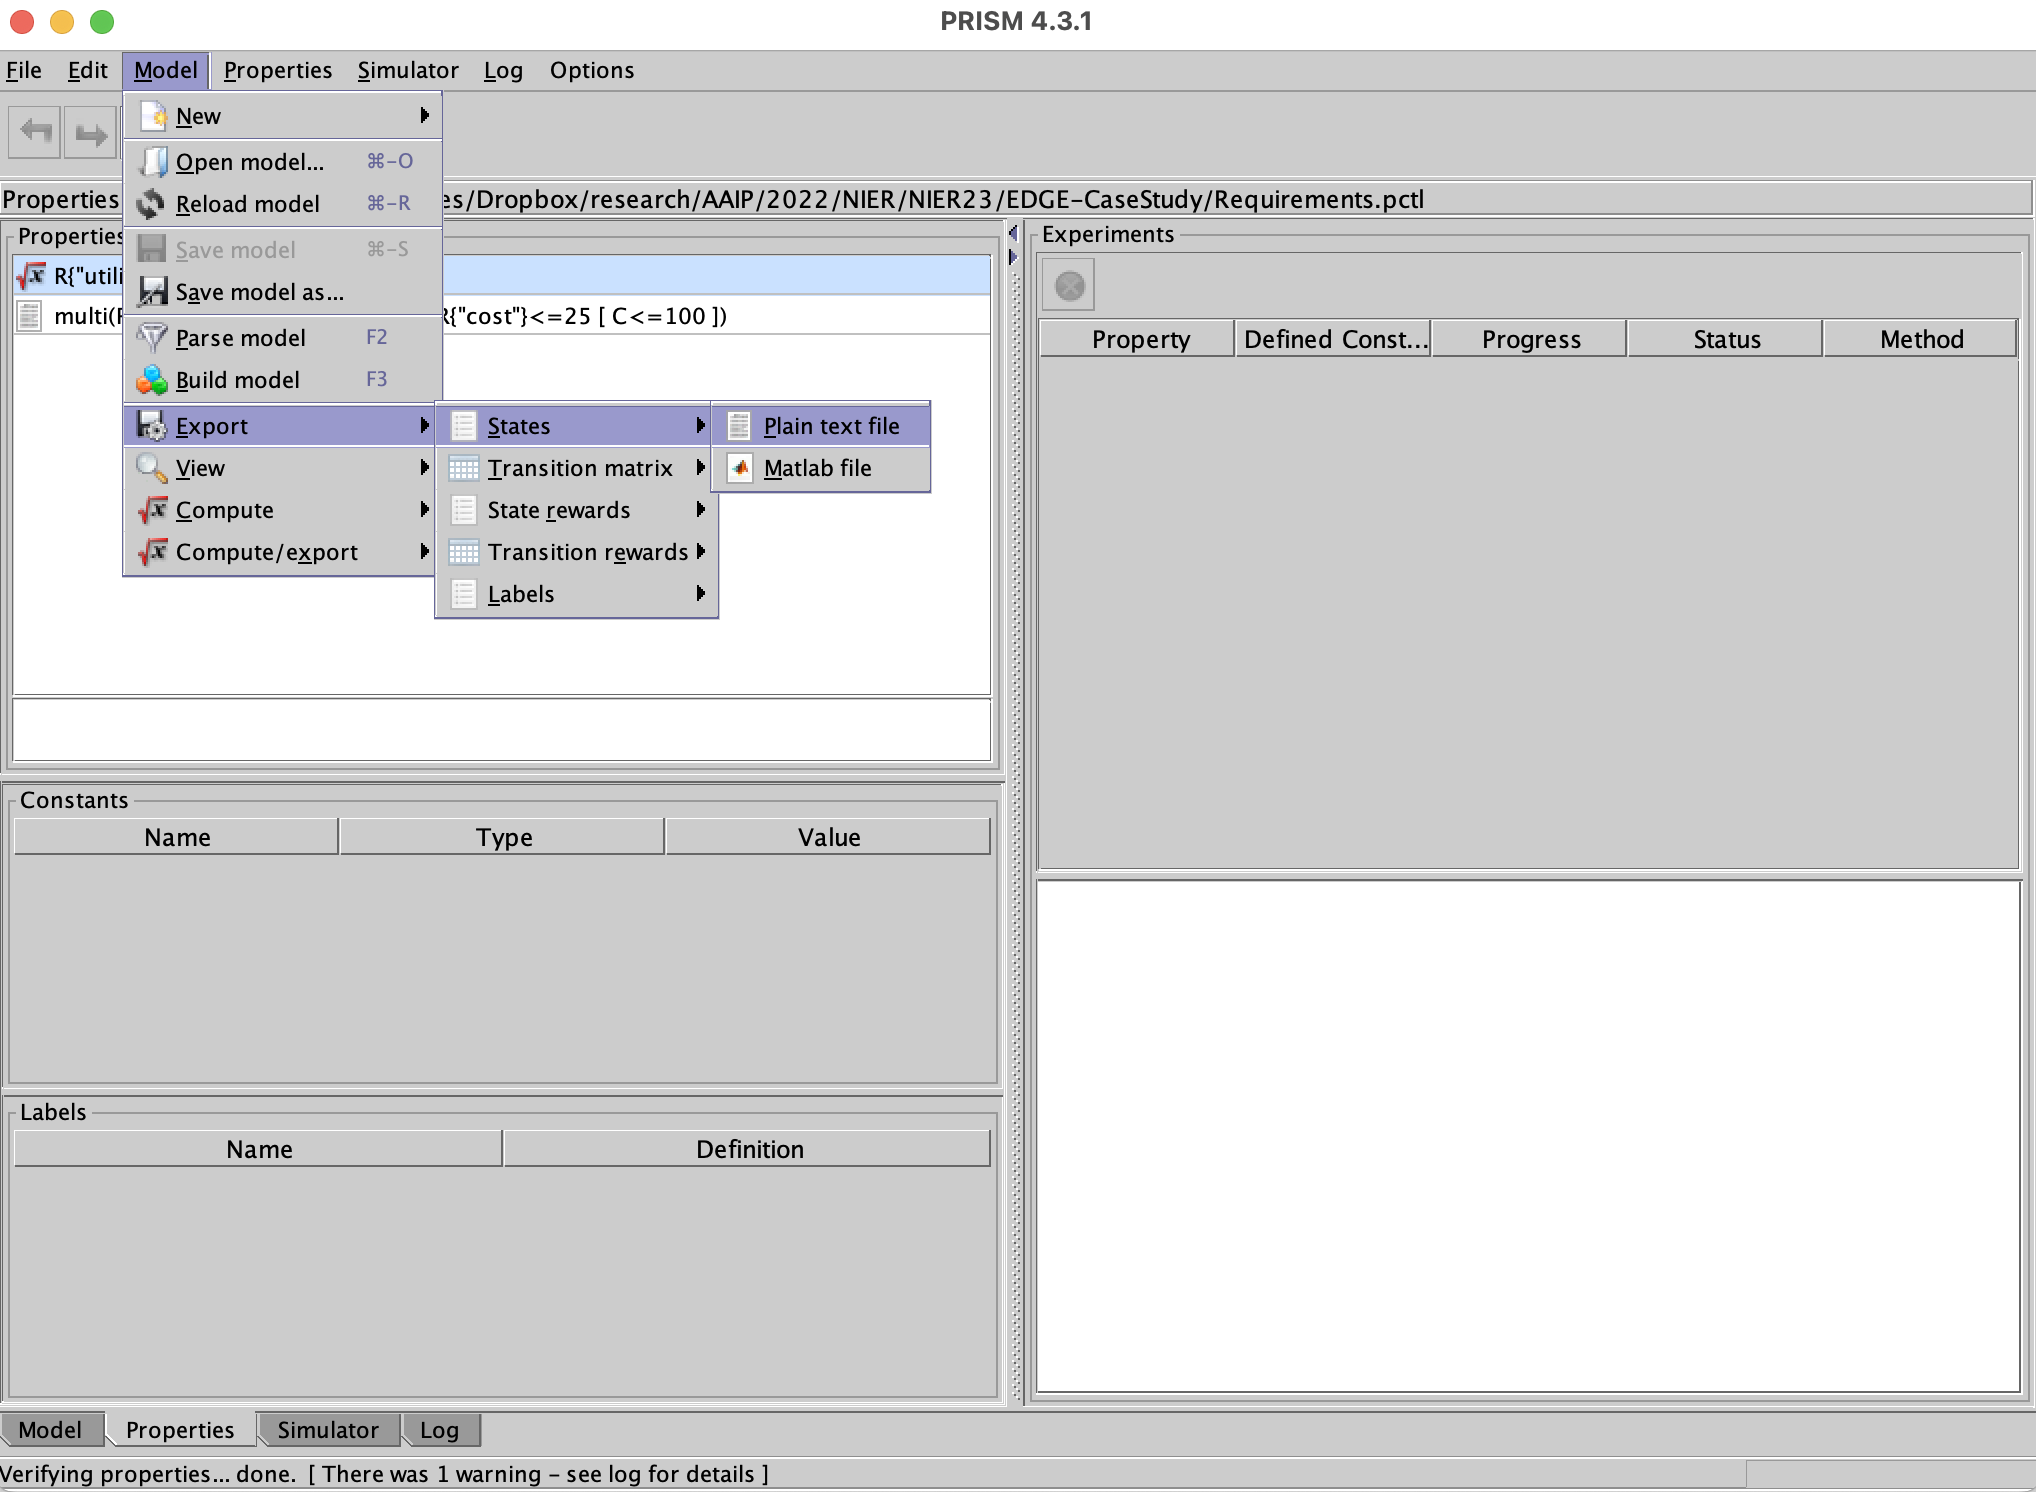 PRISM 4.3.1
File Edit Model Properties Simulator Log Options
New
Open model... ⌘-O
Reload model ⌘-R
Save model ⌘-S
Save model as...
Parse model F2
Build model F3
Export
View
Compute
Compute/export
States
Transition matrix
State rewards
Transition rewards
Labels
Plain text file
Matlab file
Properties es/Dropbox/research/AAIP/2022/NIER/NIER23/EDGE-CaseStudy/Requirements.pctl
Properties
R{"utili
multi( R{"cost"}<=25 [ C<=100 ])
Experiments
Property Defined Const... Progress Status Method
Constants
Name Type Value
Labels
Name Definition
Model Properties Simulator Log
Verifying properties... done. [ There was 1 warning – see log for details ]